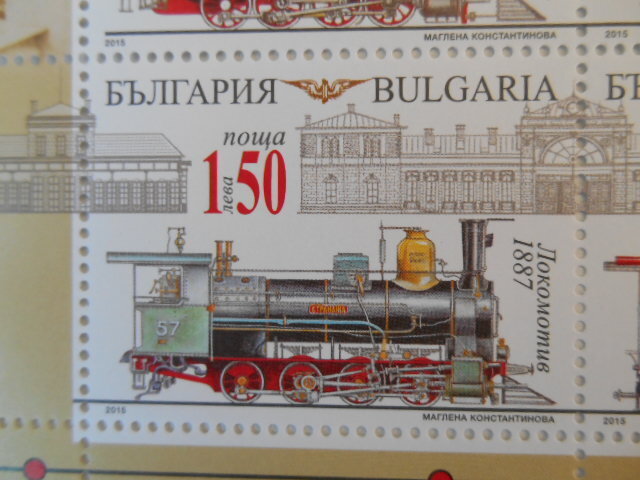 2015 МАГЛЕНА КОНСТАНТИНОВА 2015
БЪЛГАРИЯ BULGARIA
поща
1.50
лева
Локомотив
1887
57
2015 МАГЛЕНА КОНСТАНТИНОВА 2015